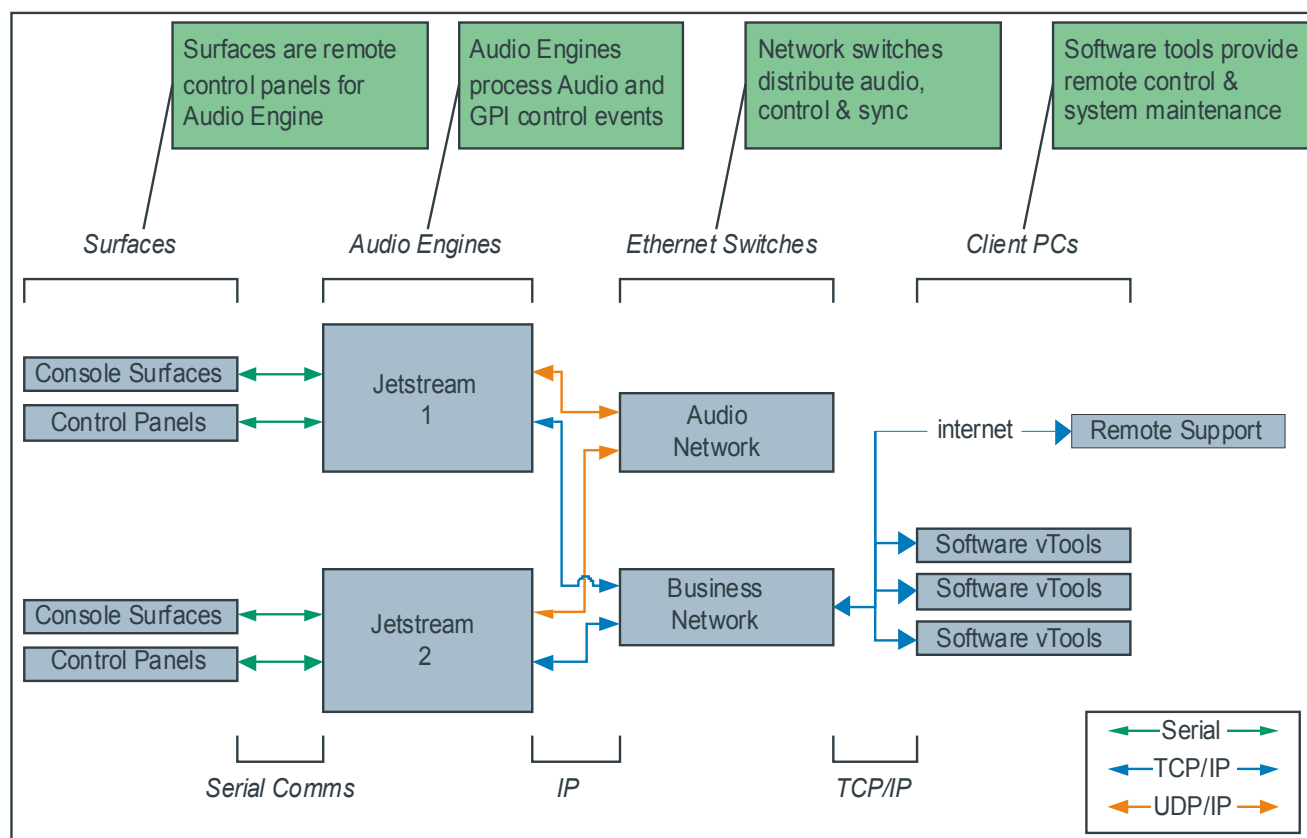 Surfaces are remote
control panels for
Audio Engine
Audio Engines
process Audio and
GPI control events
Network switches
distribute audio,
control & sync
Software tools provide
remote control &
system maintenance
Surfaces
Audio Engines
Ethernet Switches
Client PCs
Console Surfaces
Control Panels
Jetstream
1
Audio
Network
internet
Remote Support
Software vTools
Software vTools
Software vTools
Console Surfaces
Control Panels
Jetstream
2
Business
Network
Serial Comms
IP
TCP/IP
Serial
TCP/IP
UDP/IP